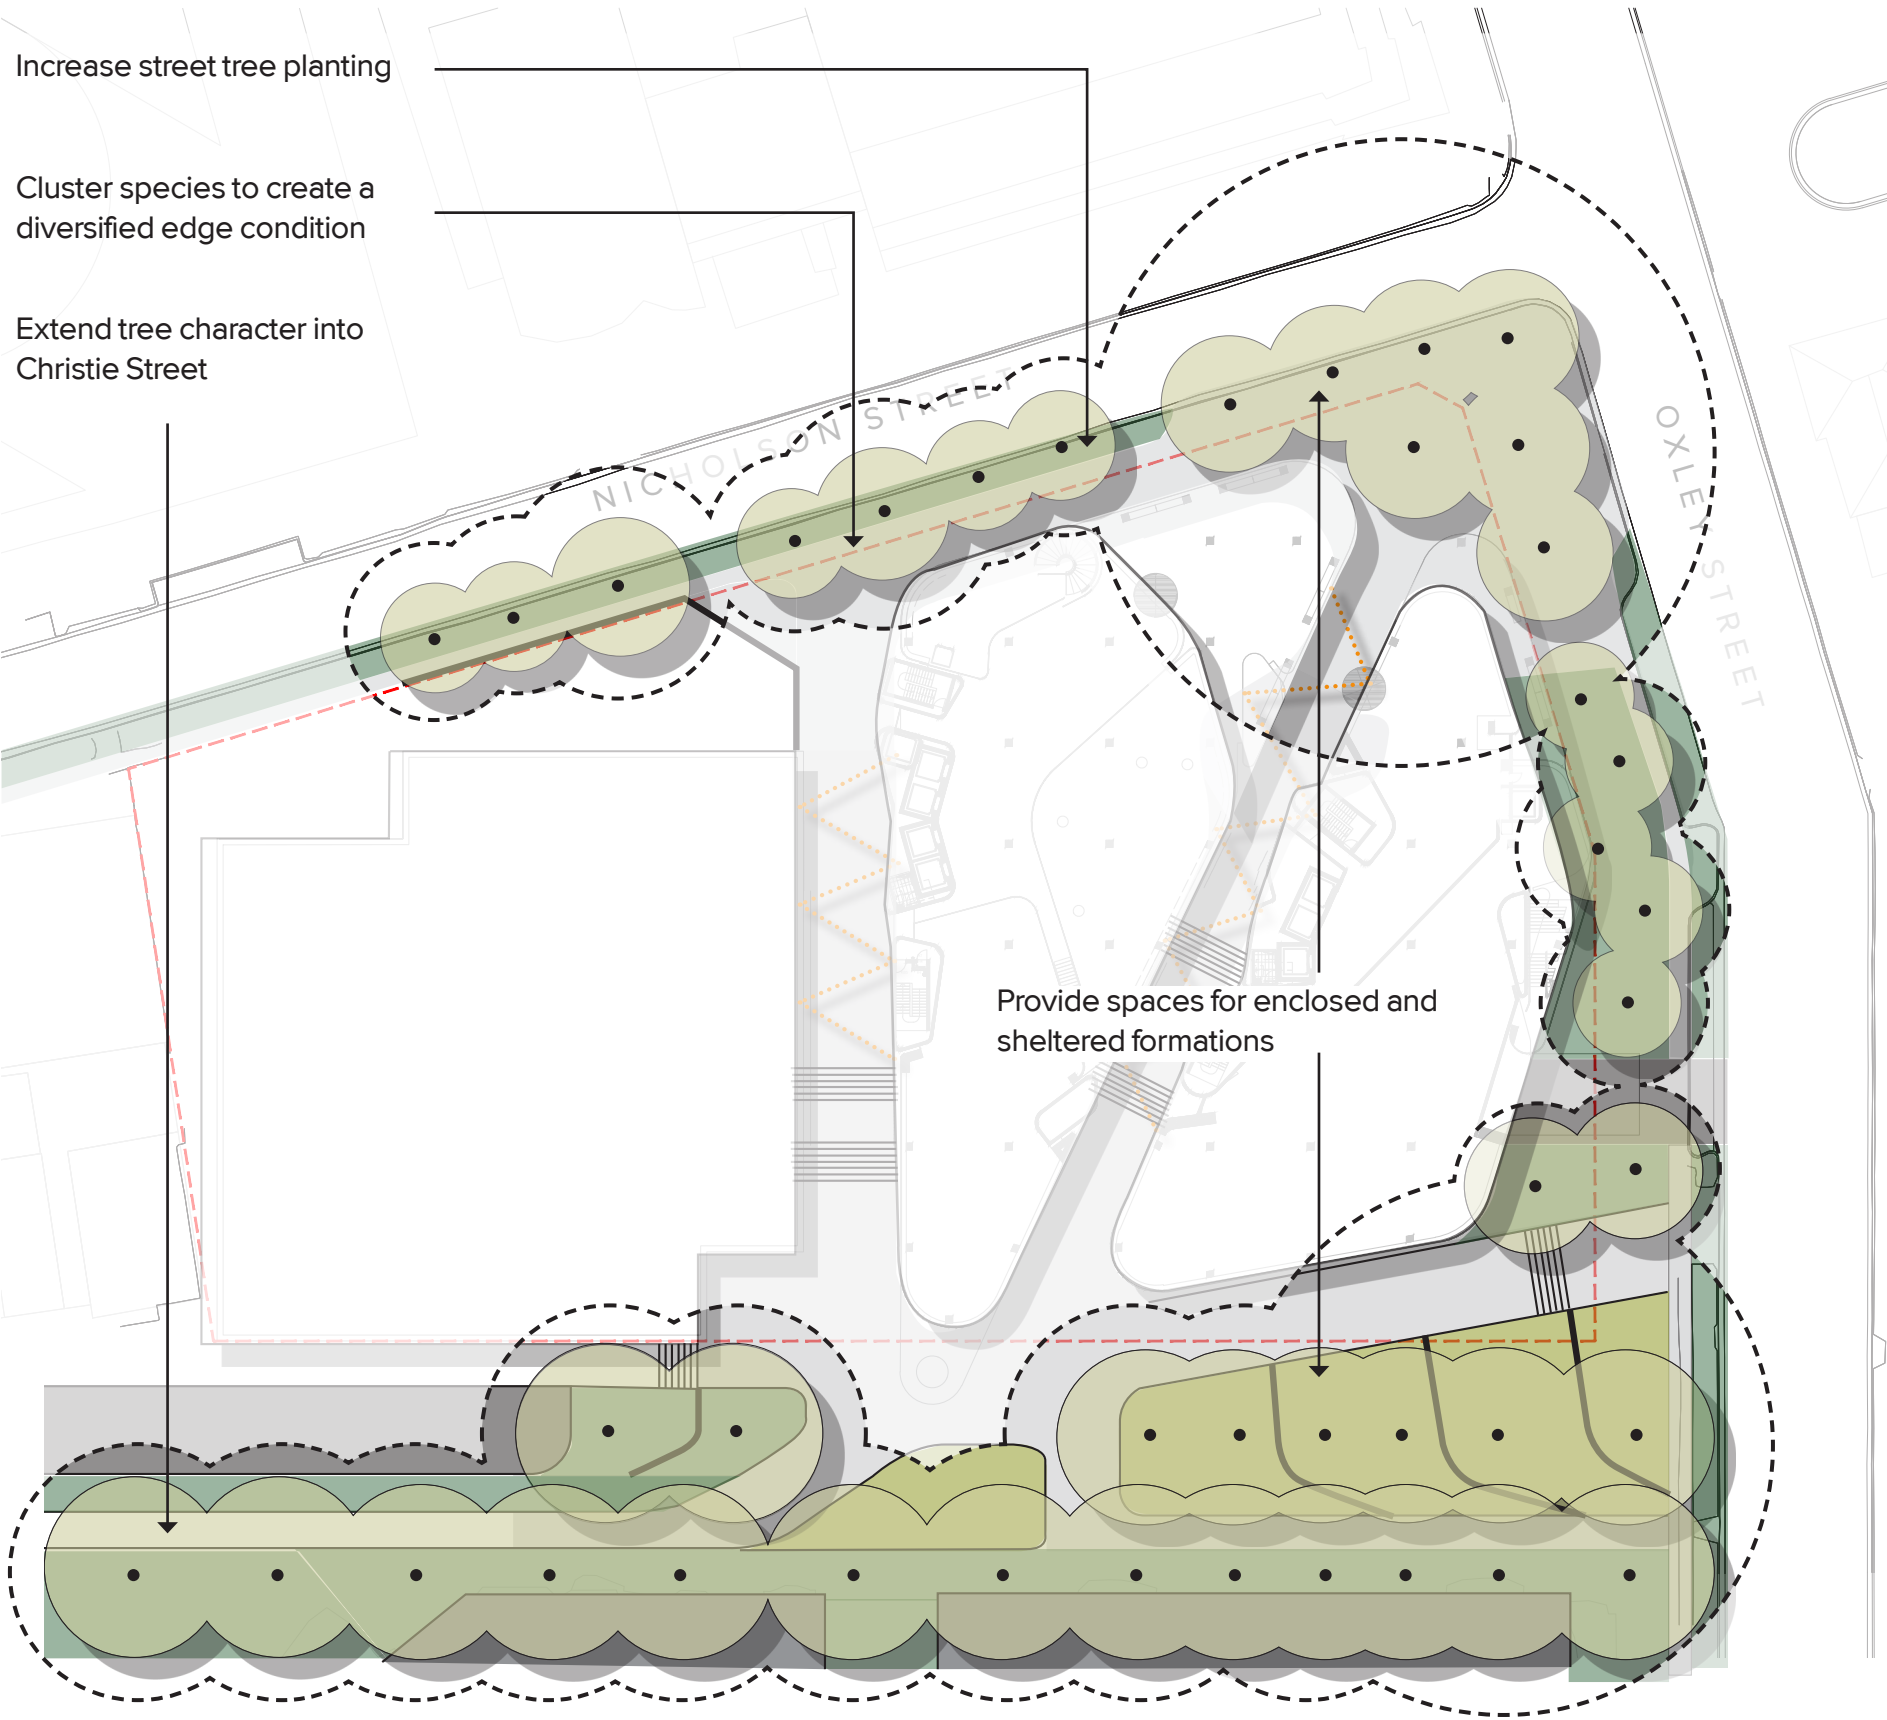 Increase street tree planting
Cluster species to create a
diversified edge condition
Extend tree character into
Christie Street
NICHOLSON STREET
OXLEY STREET
Provide spaces for enclosed and
sheltered formations